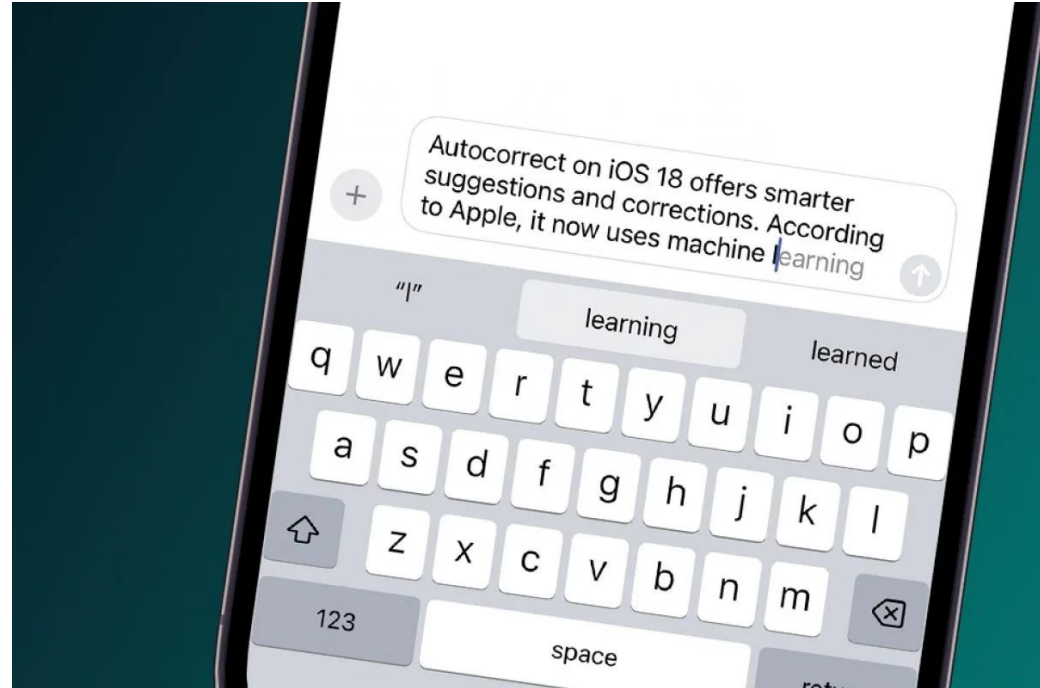 Autocorrect on iOS 18 offers smarter
suggestions and corrections. According
to Apple, it now uses machine learning
“l” learning learned
q w e r t y u i o p
a s d f g h j k l
z x c v b n m
123 space